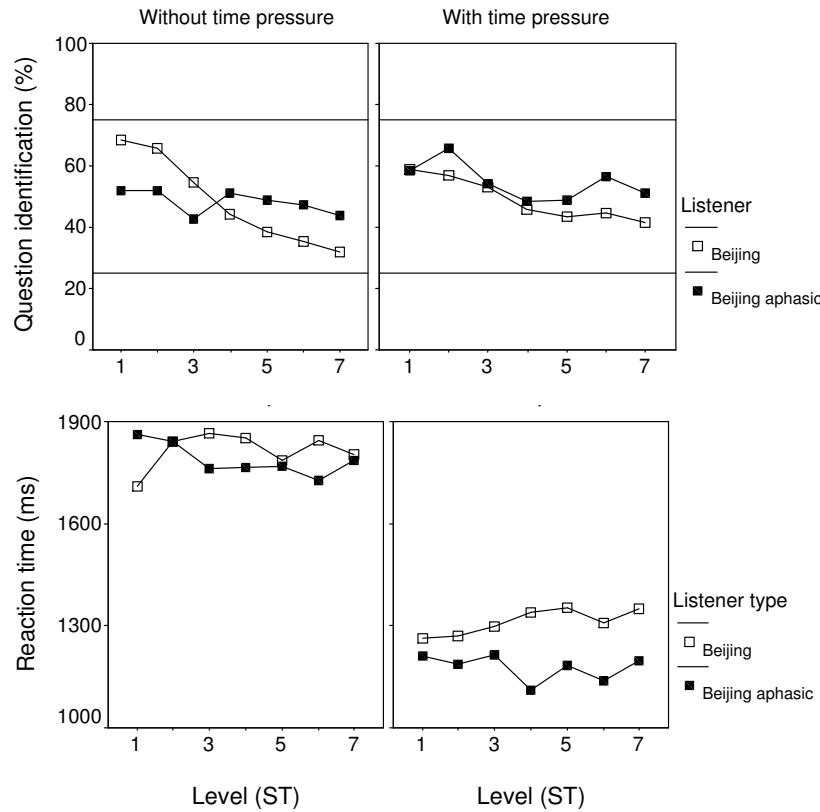 Without time pressure
With time pressure
Question identification (%)
100
80
60
40
20
0
1 3 5 7
1 3 5 7
Listener
Beijing
Beijing aphasic
Reaction time (ms)
1900
1600
1300
1000
1 3 5 7
1 3 5 7
Listener type
Beijing
Beijing aphasic
Level (ST)
Level (ST)